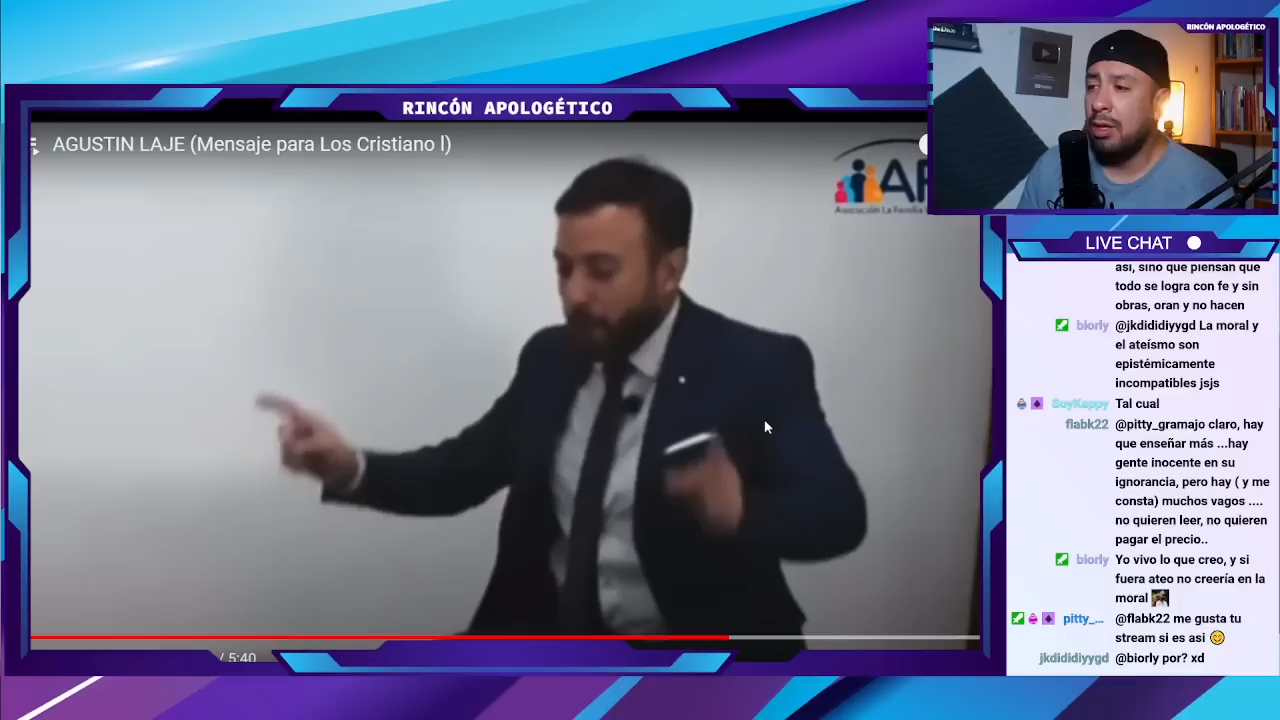 RINCÓN APOLOGÉTICO
RINCÓN APOLOGÉTICO
AGUSTIN LAJE (Mensaje para Los Cristiano l)
Asociación La Familia
/ 5:40
LIVE CHAT
asi, sino que piensan que
todo se logra con fe y sin
obras, oran y no hacen
biorly @jkdididiyygd La moral y
el ateísmo son
epistémicamente
incompatibles jsjs
SoyKappy Tal cual
flabk22 @pitty_gramajo claro, hay
que enseñar más ...hay
gente inocente en su
ignorancia, pero hay ( y me
consta) muchos vagos ....
no quieren leer, no quieren
pagar el precio..
biorly Yo vivo lo que creo, y si
fuera ateo no creería en la
moral
pitty_... @flabk22 me gusta tu
stream si es asi 😊
jkdididiyygd @biorly por? xd